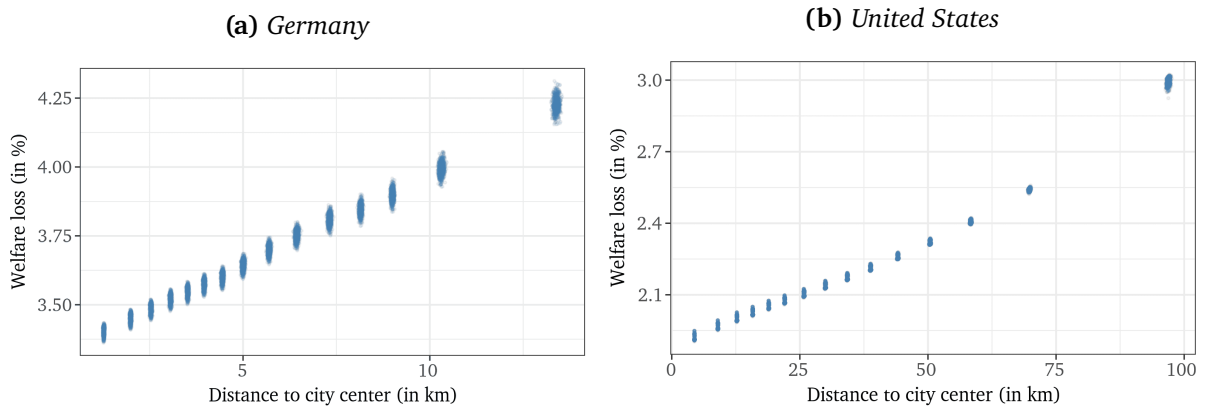 (a) Germany
Welfare loss (in %)
4.25
4.00
3.75
3.50
5
10
Distance to city center (in km)
(b) United States
Welfare loss (in %)
3.0
2.7
2.4
2.1
0
25
50
75
100
Distance to city center (in km)